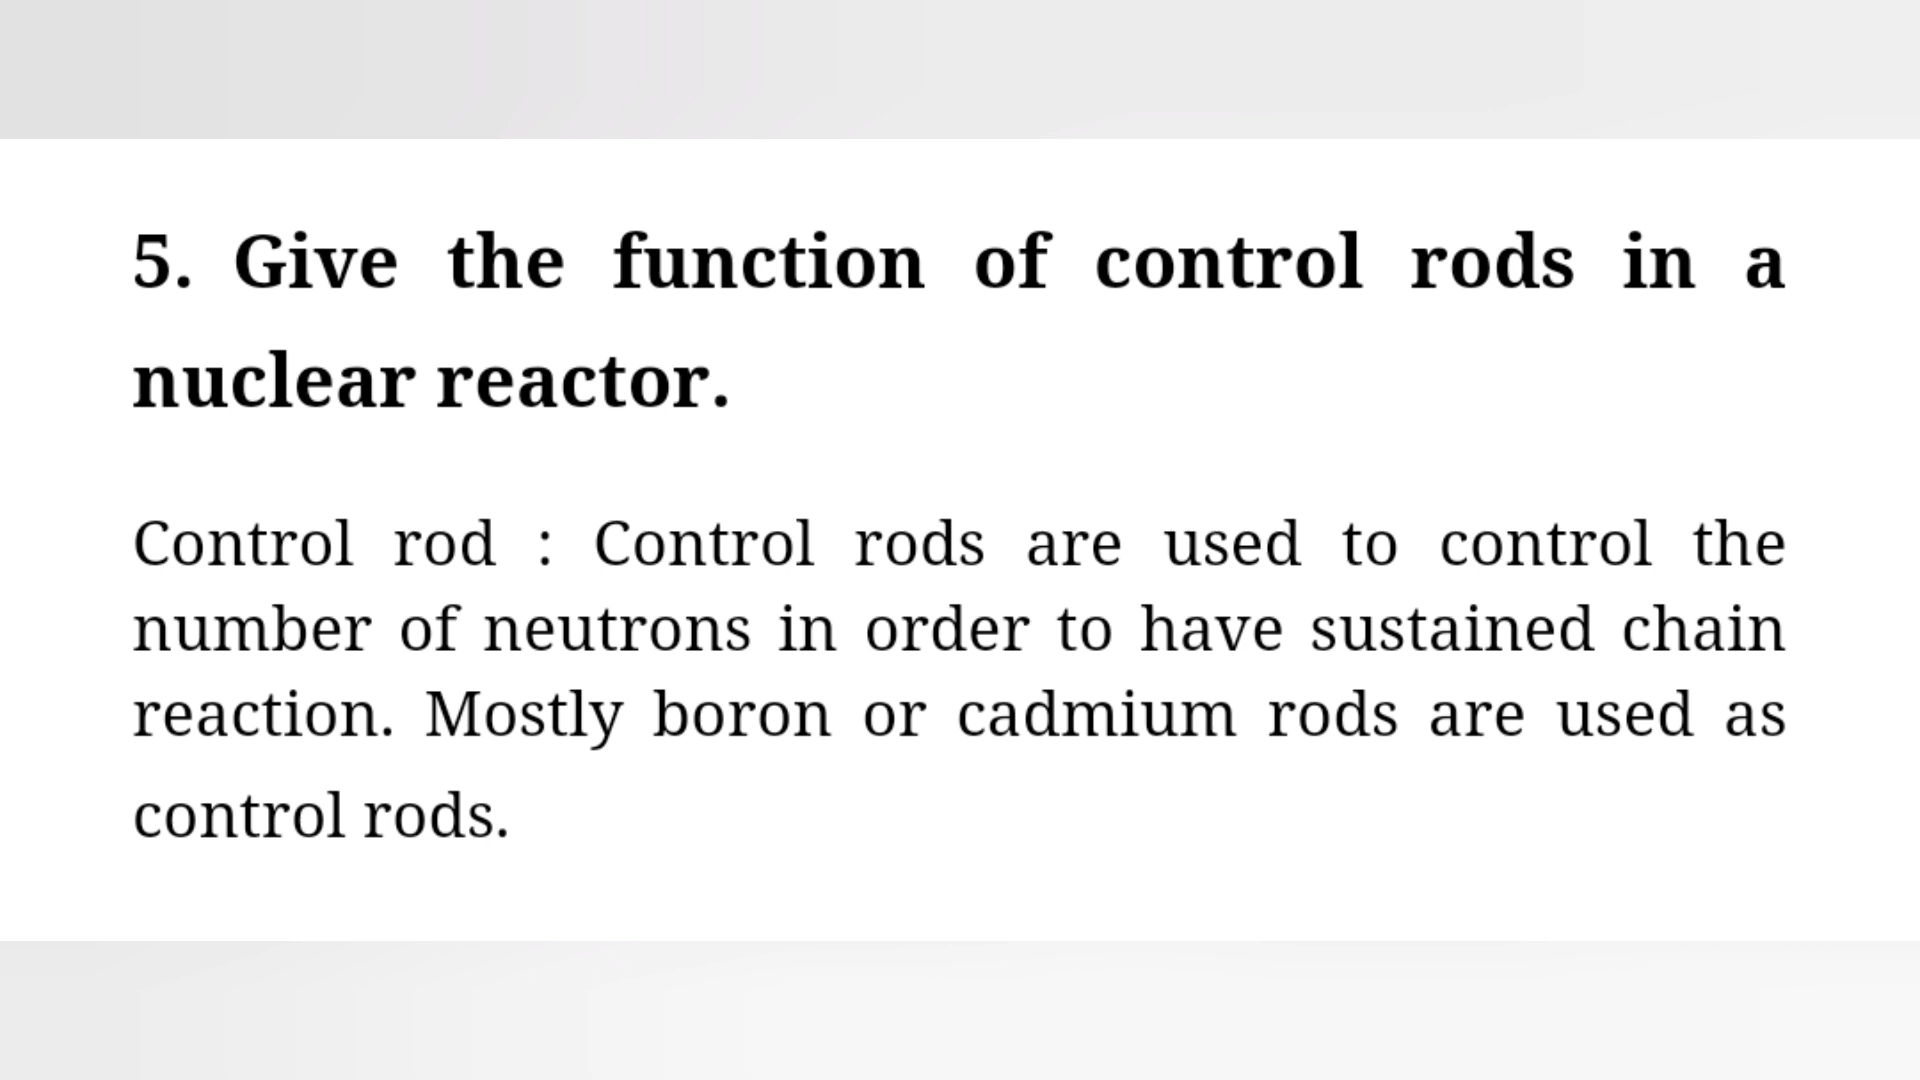 5. Give the function of control rods in a
nuclear reactor.
Control rod : Control rods are used to control the
number of neutrons in order to have sustained chain
reaction. Mostly boron or cadmium rods are used as
control rods.